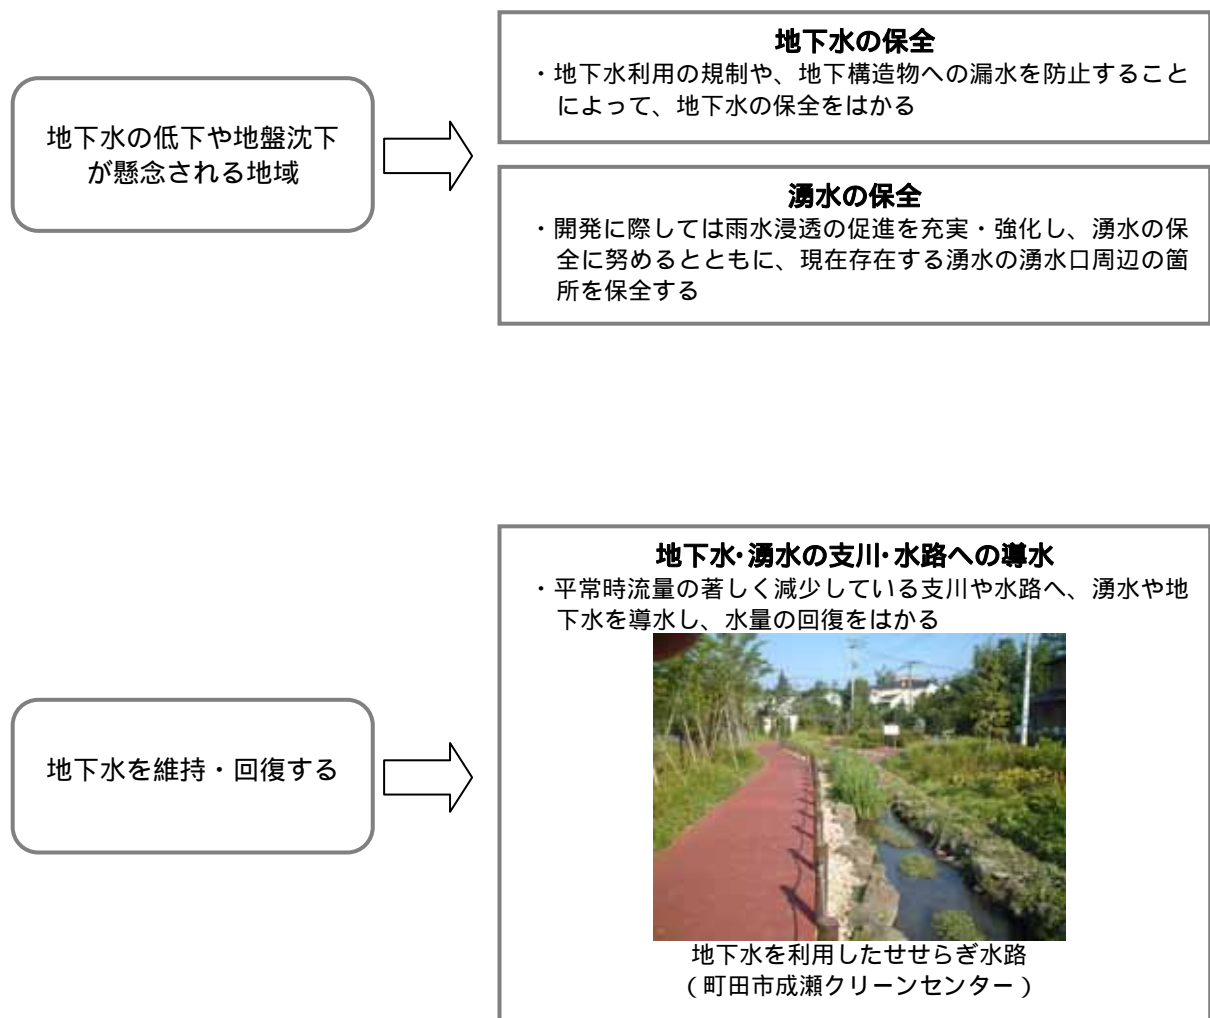 地下水の低下や地盤沈下
が懸念される地域
地下水の保全
・地下水利用の規制や、地下構造物への漏水を防止すること
によって、地下水の保全をはかる
湧水の保全
・開発に際しては雨水浸透の促進を充実・強化し、湧水の保
全に努めるとともに、現在存在する湧水の湧水口周辺の箇
所を保全する
地下水を維持・回復する
地下水・湧水の支川・水路への導水
・平常時流量の著しく減少している支川や水路へ、湧水や地
下水を導水し、水量の回復をはかる
地下水を利用したせせらぎ水路
（町田市成瀬クリーンセンター）